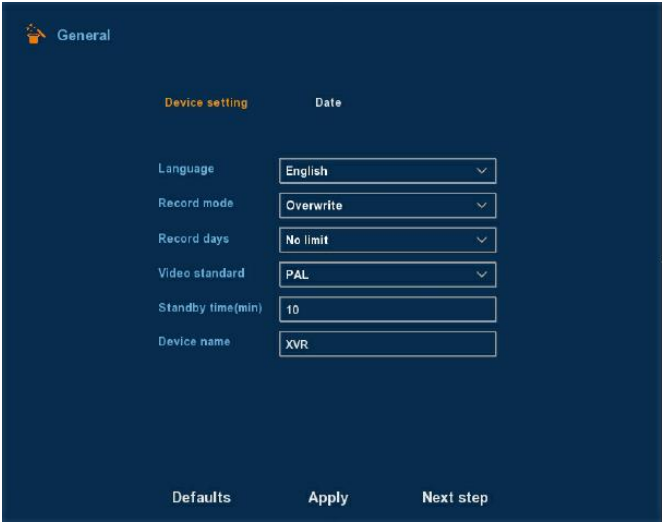 General
Device setting Date
Language English
Record mode Overwrite
Record days No limit
Video standard PAL
Standby time(min) 10
Device name XVR
Defaults Apply Next step